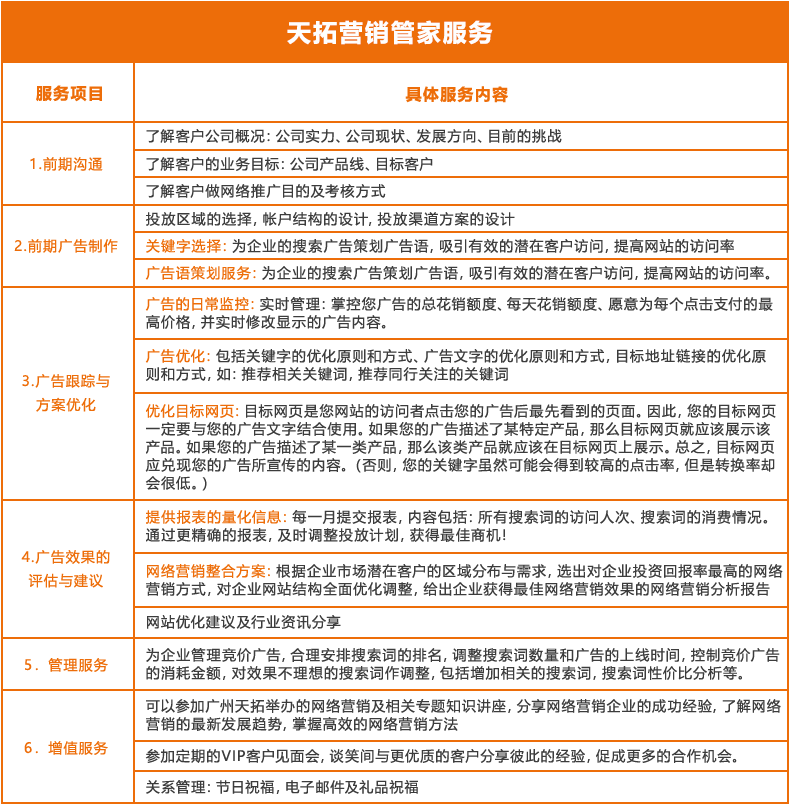 天拓营销管家服务
服务项目
具体服务内容
1.前期沟通
了解客户公司概况：公司实力、公司现状、发展方向、目前的挑战
了解客户的业务目标：公司产品线、目标客户
了解客户做网络推广目的及考核方式
2.前期广告制作
投放区域的选择，帐户结构的设计，投放渠道方案的设计
关键字选择：为企业的搜索广告策划广告语，吸引有效的潜在客户访问，提高网站的访问率
广告语策划服务：为企业的搜索广告策划广告语，吸引有效的潜在客户访问，提高网站的访问率。
3.广告跟踪与
方案优化
广告的日常监控：实时管理：掌控您广告的总花销额度、每天花销额度、愿意为每个点击支付的最
高价格，并实时修改显示的广告内容。
广告优化：包括关键字的优化原则和方式、广告文字的优化原则和方式，目标地址链接的优化原
则和方式，如：推荐相关关键词，推荐同行关注的关键词
优化目标网页：目标网页是您网站的访问者点击您的广告后最先看到的页面。因此，您的目标网页
一定要与您的广告文字结合使用。如果您的广告描述了某特定产品，那么目标网页就应该展示该
产品。如果您的广告描述了某一类产品，那么该类产品就应该在目标网页上展示。总之，目标网页
应兑现您的广告所宣传的内容。（否则，您的关键字虽然可能会得到较高的点击率，但是转换率却
会很低。）
4.广告效果的
评估与建议
提供报表的量化信息：每一月提交报表，内容包括：所有搜索词的访问人次、搜索词的消费情况。
通过更精确的报表，及时调整投放计划，获得最佳商机！
网络营销整合方案：根据企业市场潜在客户的区域分布与需求，选出对企业投资回报率最高的网络
营销方式，对企业网站结构全面优化调整，给出企业获得最佳网络营销效果的网络营销分析报告
网站优化建议及行业资讯分享
5. 管理服务
为企业管理竞价广告，合理安排搜索词的排名，调整搜索词数量和广告的上线时间，控制竞价广告
的消耗金额，对效果不理想的搜索词作调整，包括增加相关的搜索词，搜索词性价比分析等。
6. 增值服务
可以参加广州天拓举办的网络营销及相关专题知识讲座，分享网络营销企业的成功经验，了解网络
营销的最新发展趋势，掌握高效的网络营销方法
参加定期的VIP客户见面会，谈笑间与更优质的客户分享彼此的经验，促成更多的合作机会。
关系管理：节日祝福，电子邮件及礼品祝福